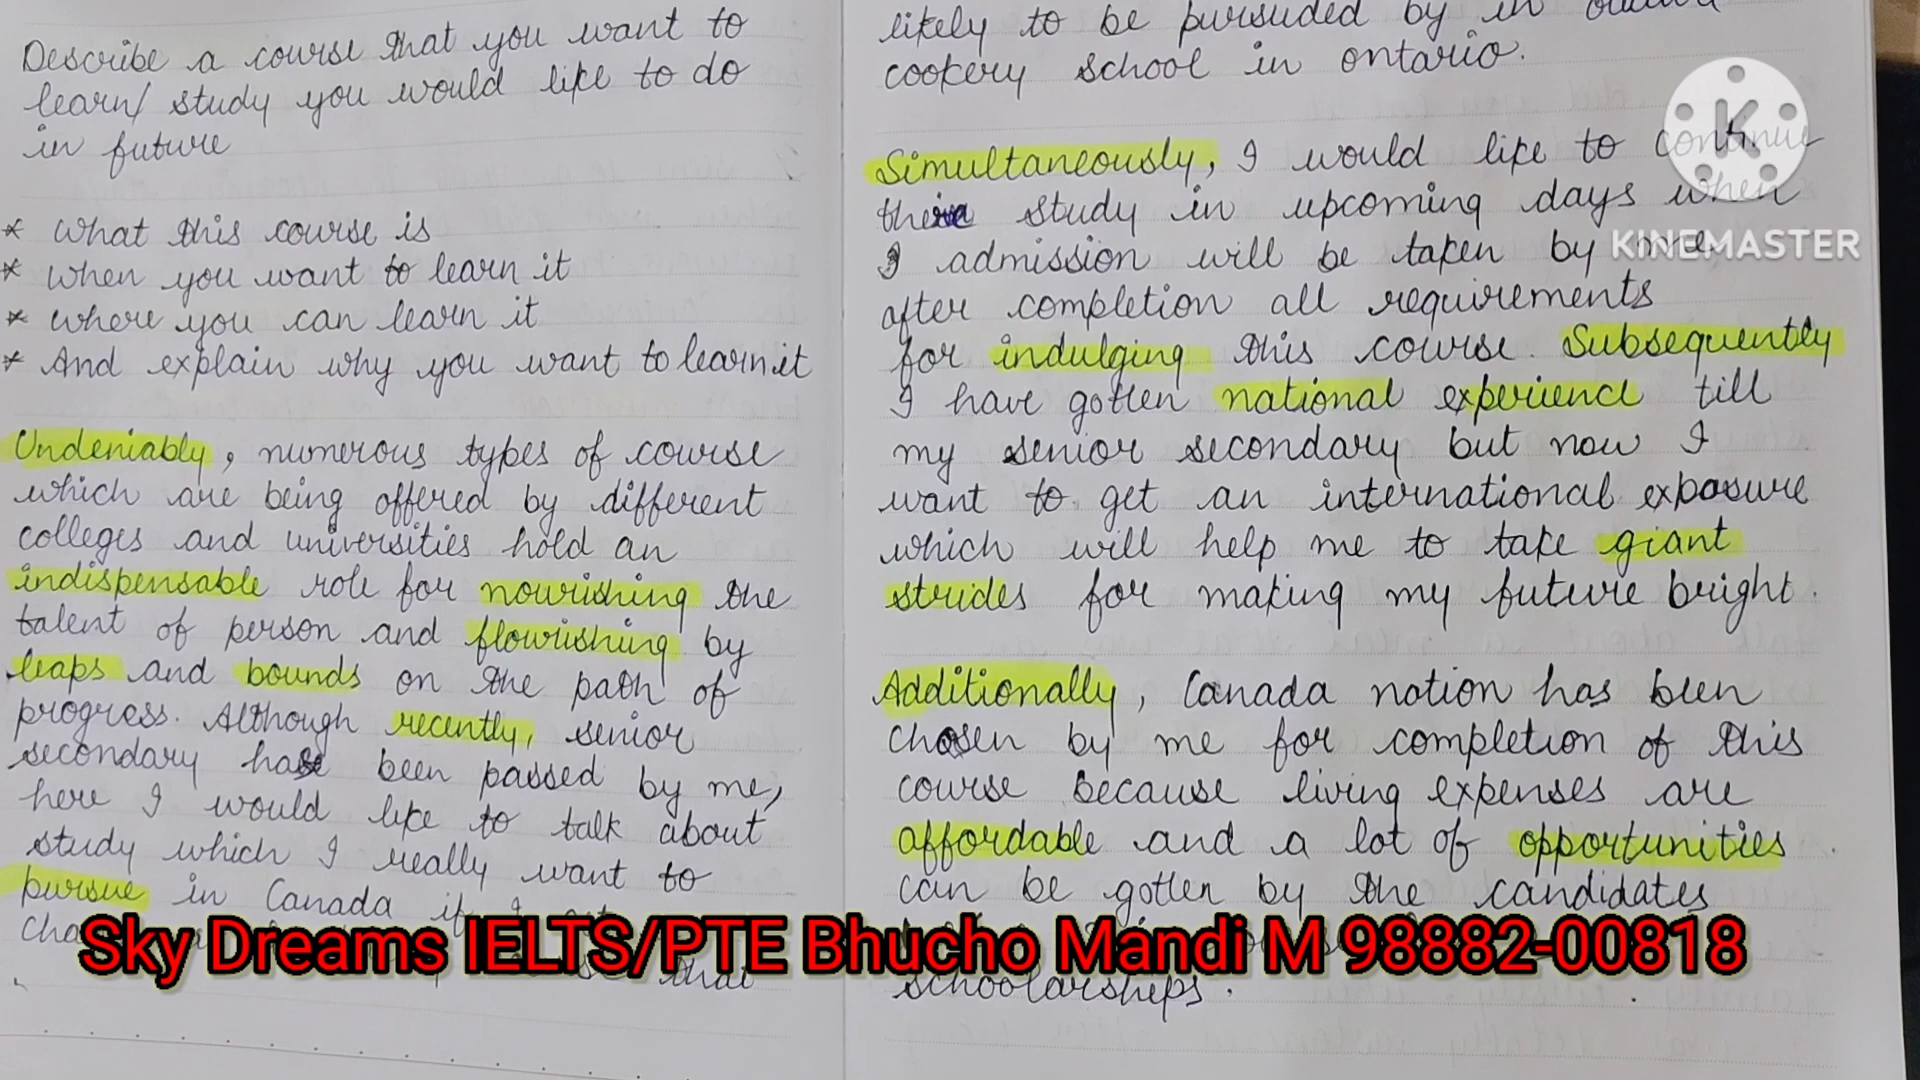 Describe a course that you want to
learn/ study you would like to do
in future
* What this course is
* when you want to learn it
* where you can learn it
* And explain why you want to learn it
Undeniably, numerous types of course
which are being offered by different
colleges and universities hold an
indispensable role for nourishing the
talent of person and flourishing by
leaps and bounds on the path of
progress. Although recently, senior
secondary has been passed by me,
here I would like to talk about
study which I really want to
pursue in Canada if I
that
likely to be pursuded by in
cookery school in ontario.
Simultaneously, I would like to continue
study in upcoming days when
admission will be taken by me
after completion all requirements
for indulging this course. Subsequently
I have gotten national experience till
my senior secondary but now I
want to get an international exposure
which will help me to take giant
strides for making my future bright.
Additionally, Canada nation has been
chosen by me for completion of this
course because living expenses are
affordable and a lot of opportunities
can be gotten by the candidates
schoolarsheps.
K
KINEMASTER
Sky Dreams IELTS/PTE Bhucho Mandi M 98882-00818